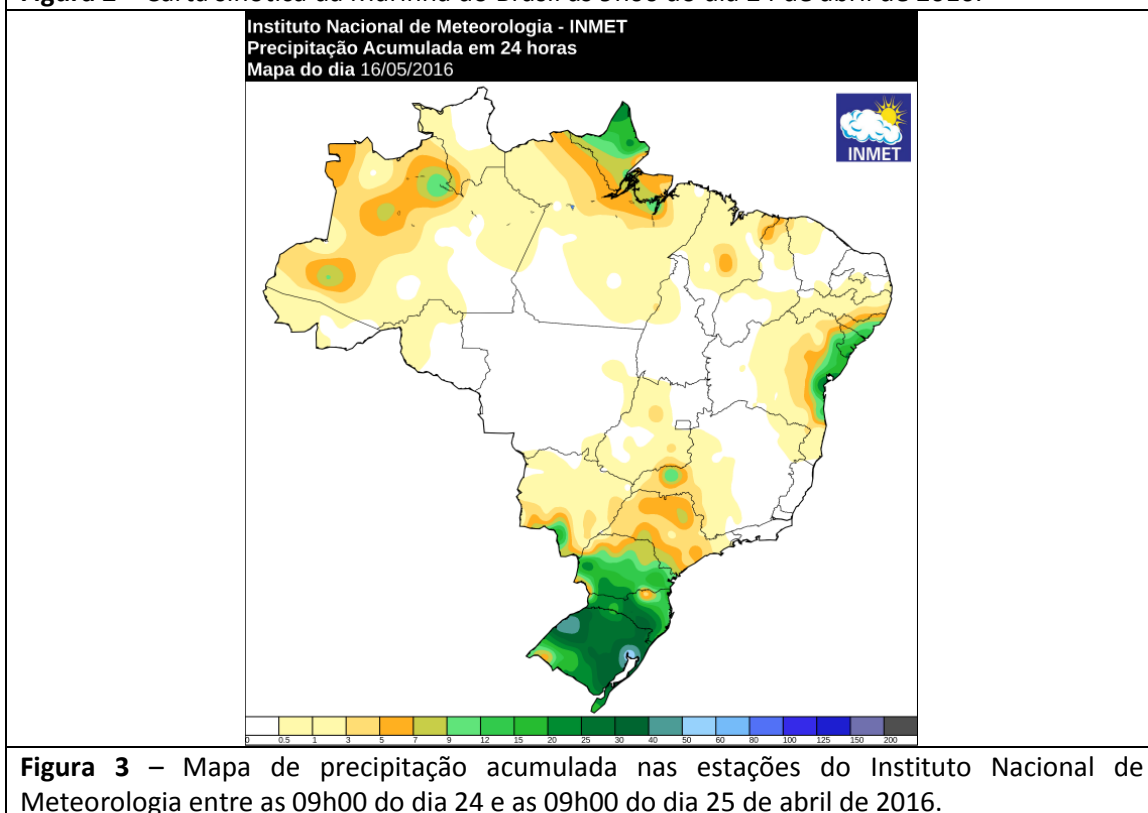 Instituto Nacional de Meteorologia - INMET
Precipitação Acumulada em 24 horas
Mapa do dia 16/05/2016
INMET
0 0.5 1 3 5 7 9 12 15 20 25 30 40 50 60 80 100 125 150 200
Figura 3 – Mapa de precipitação acumulada nas estações do Instituto Nacional de
Meteorologia entre as 09h00 do dia 24 e as 09h00 do dia 25 de abril de 2016.